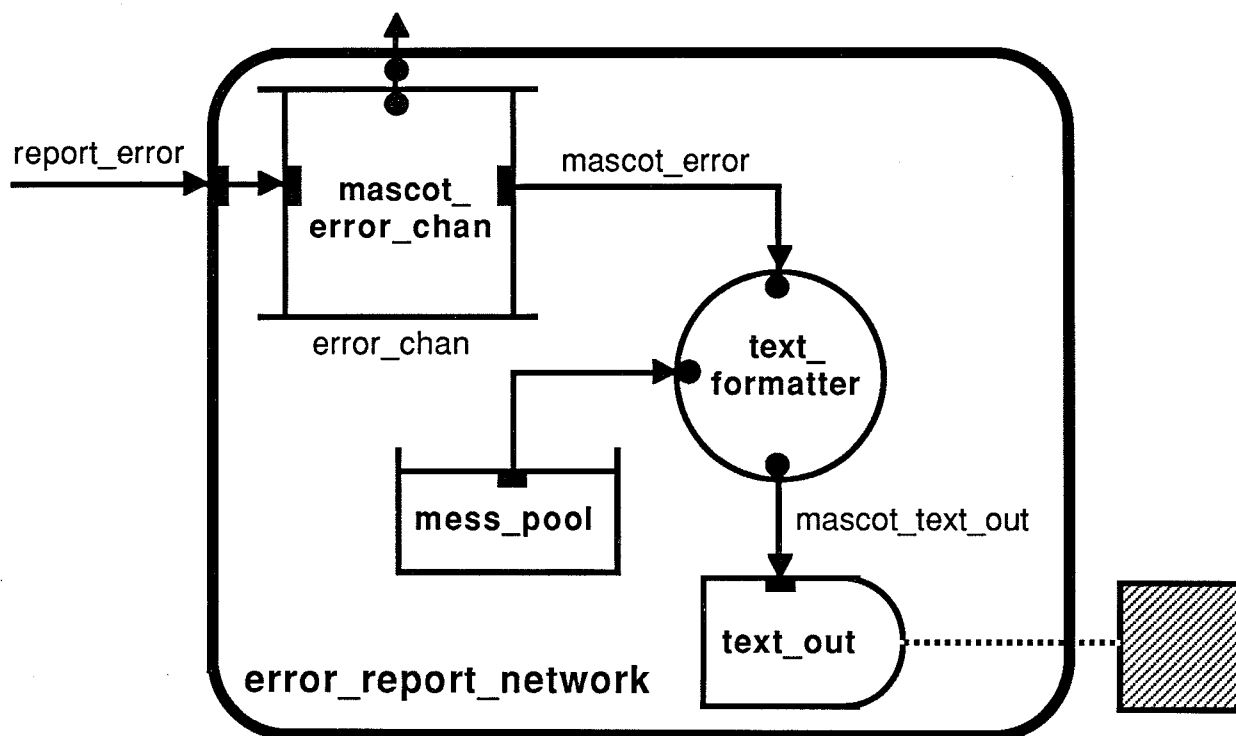 report_error
mascot_error
mascot_
error_chan
error_chan
text_
formatter
mess_pool
mascot_text_out
text_out
error_report_network